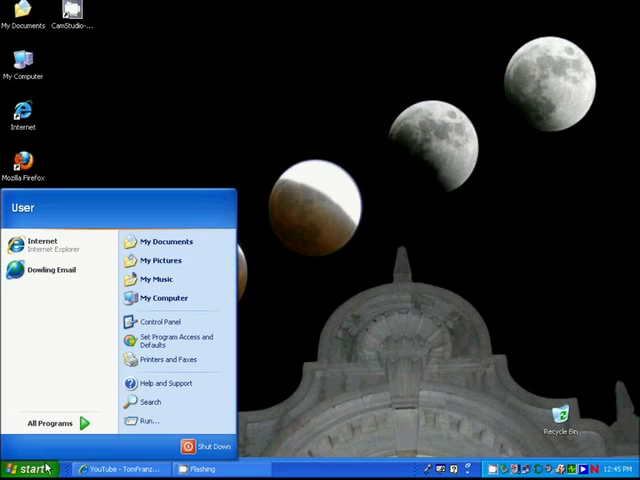 My Documents
CamStudio-...
My Computer
Internet
Mozilla Firefox
User
Internet
Internet Explorer
Dowling Email
All Programs
My Documents
My Pictures
My Music
My Computer
Control Panel
Set Program Access and
Defaults
Printers and Faxes
Help and Support
Search
Run...
Shut Down
Recycle Bin
start
YouTube - TomFranz...
Flashing
12:45 PM